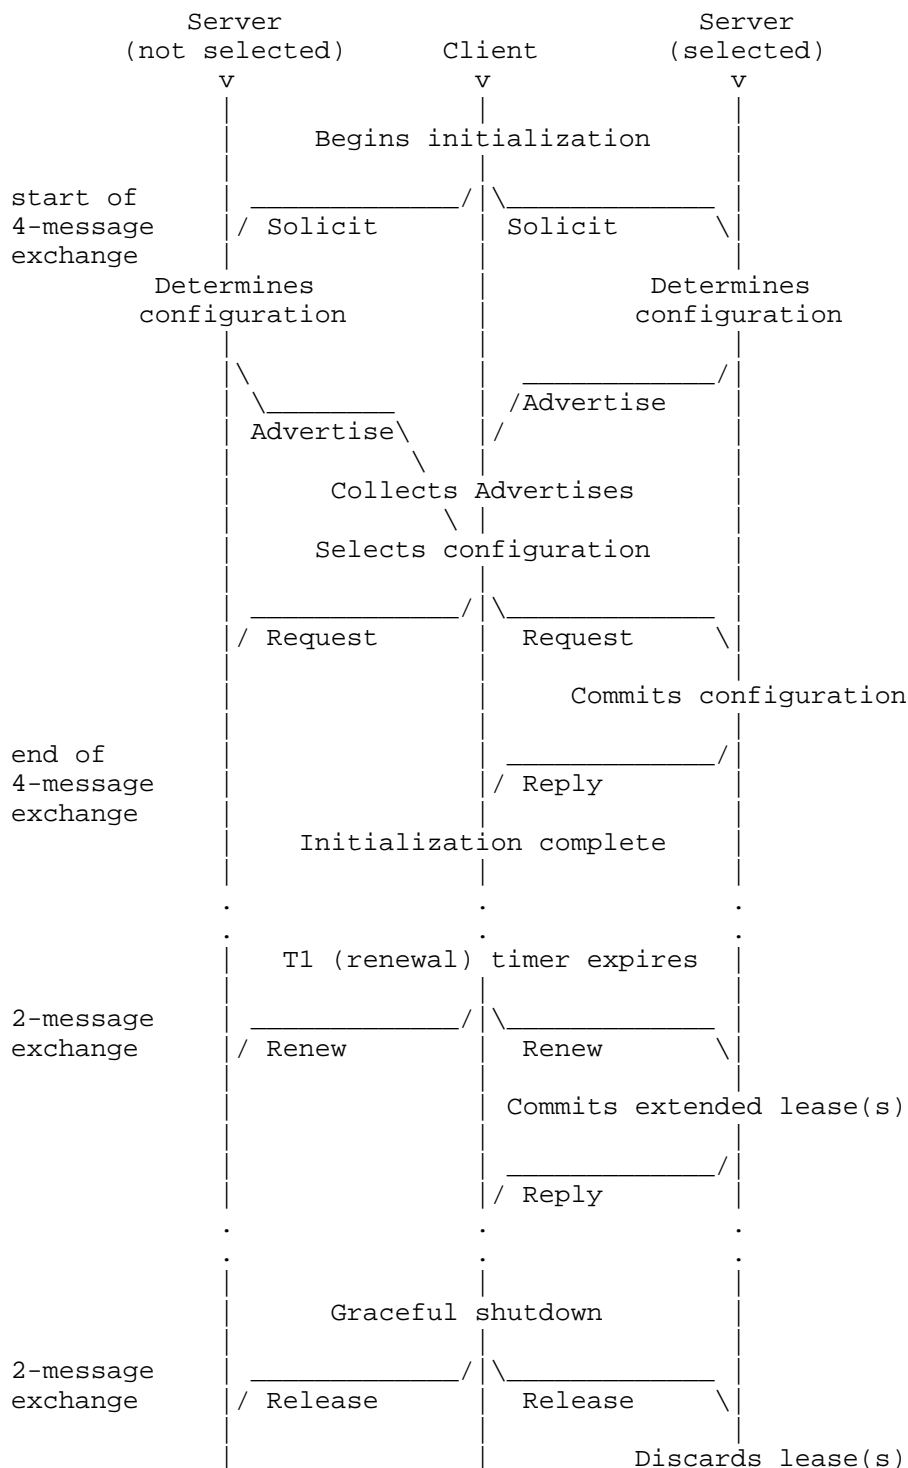 Server Server
(not selected) Client (selected)
v v v
Begins initialization
start of
4-message Solicit Solicit
exchange
Determines Determines
configuration configuration
Advertise
Advertise
Collects Advertises
Selects configuration
Request Request
Commits configuration
end of
4-message Reply
exchange
Initialization complete
. . .
. . .
T1 (renewal) timer expires
2-message
exchange Renew Renew
Commits extended lease(s)
Reply
. . .
. . .
Graceful shutdown
2-message
exchange Release Release
Discards lease(s)